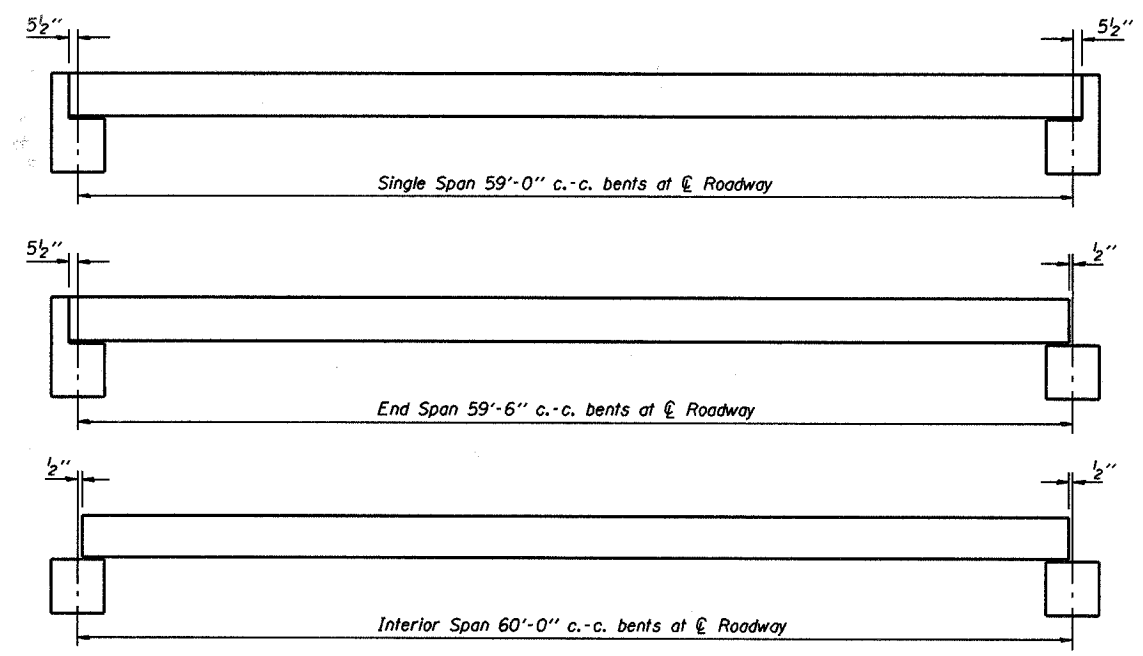 5½" 5½"
Single Span 59'-0" c.-c. bents at ℄ Roadway
5½" ½"
End Span 59'-6" c.-c. bents at ℄ Roadway
½" ½"
Interior Span 60'-0" c.-c. bents at ℄ Roadway